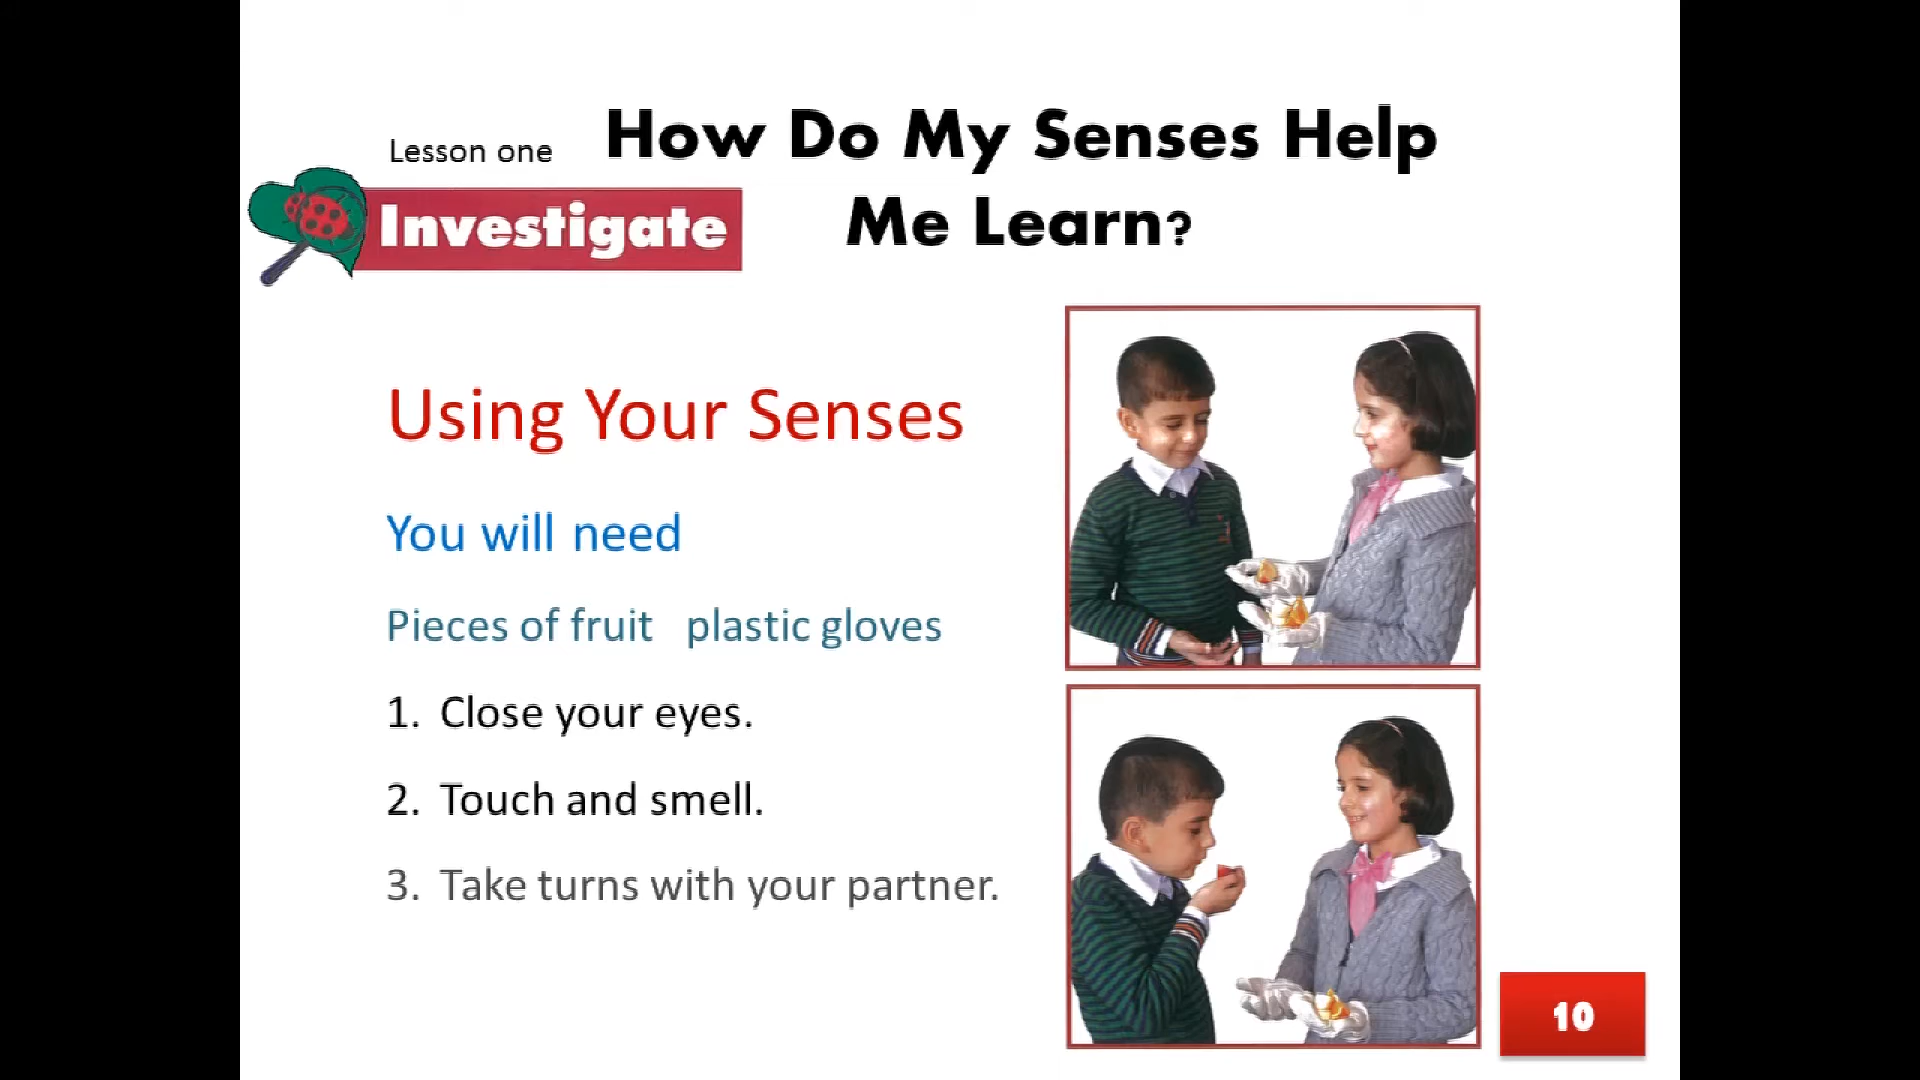 Lesson one
How Do My Senses Help
Me Learn?
Investigate
Using Your Senses
You will need
Pieces of fruit   plastic gloves
1. Close your eyes.
2. Touch and smell.
3. Take turns with your partner.
10